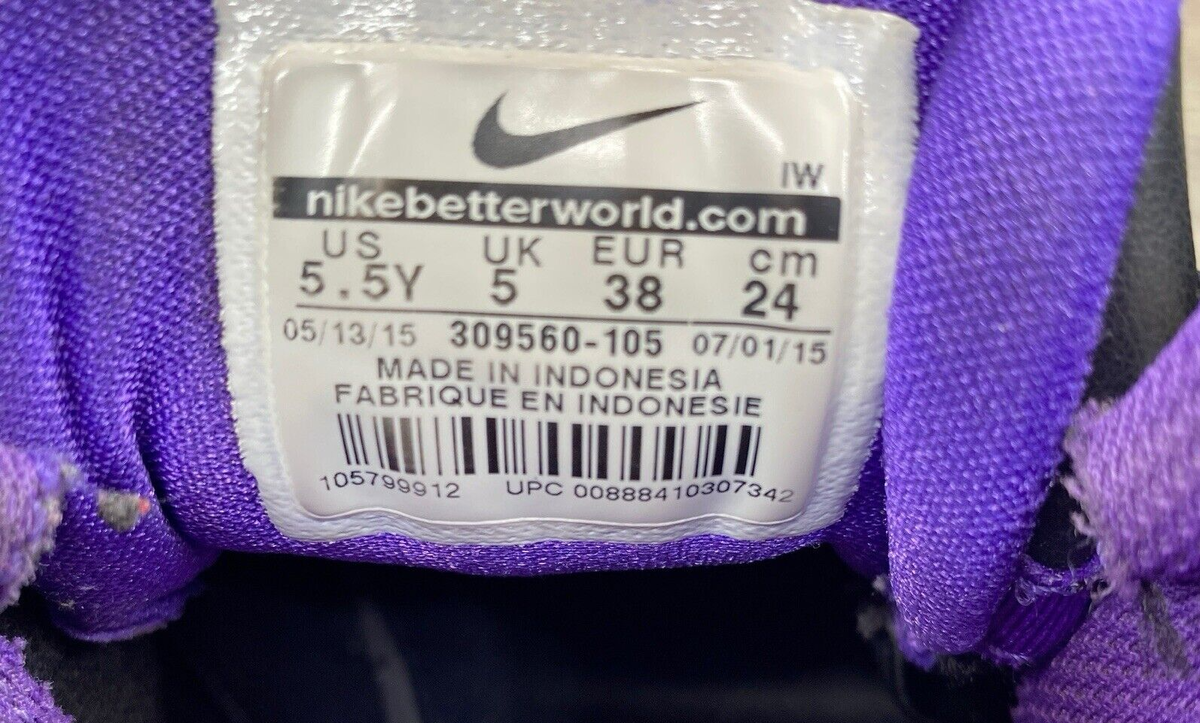 IW
nikebetterworld.com
US UK EUR cm
5.5Y 5 38 24
05/13/15 309560-105 07/01/15
MADE IN INDONESIA
FABRIQUE EN INDONESIE
105799912 UPC 00888410307342